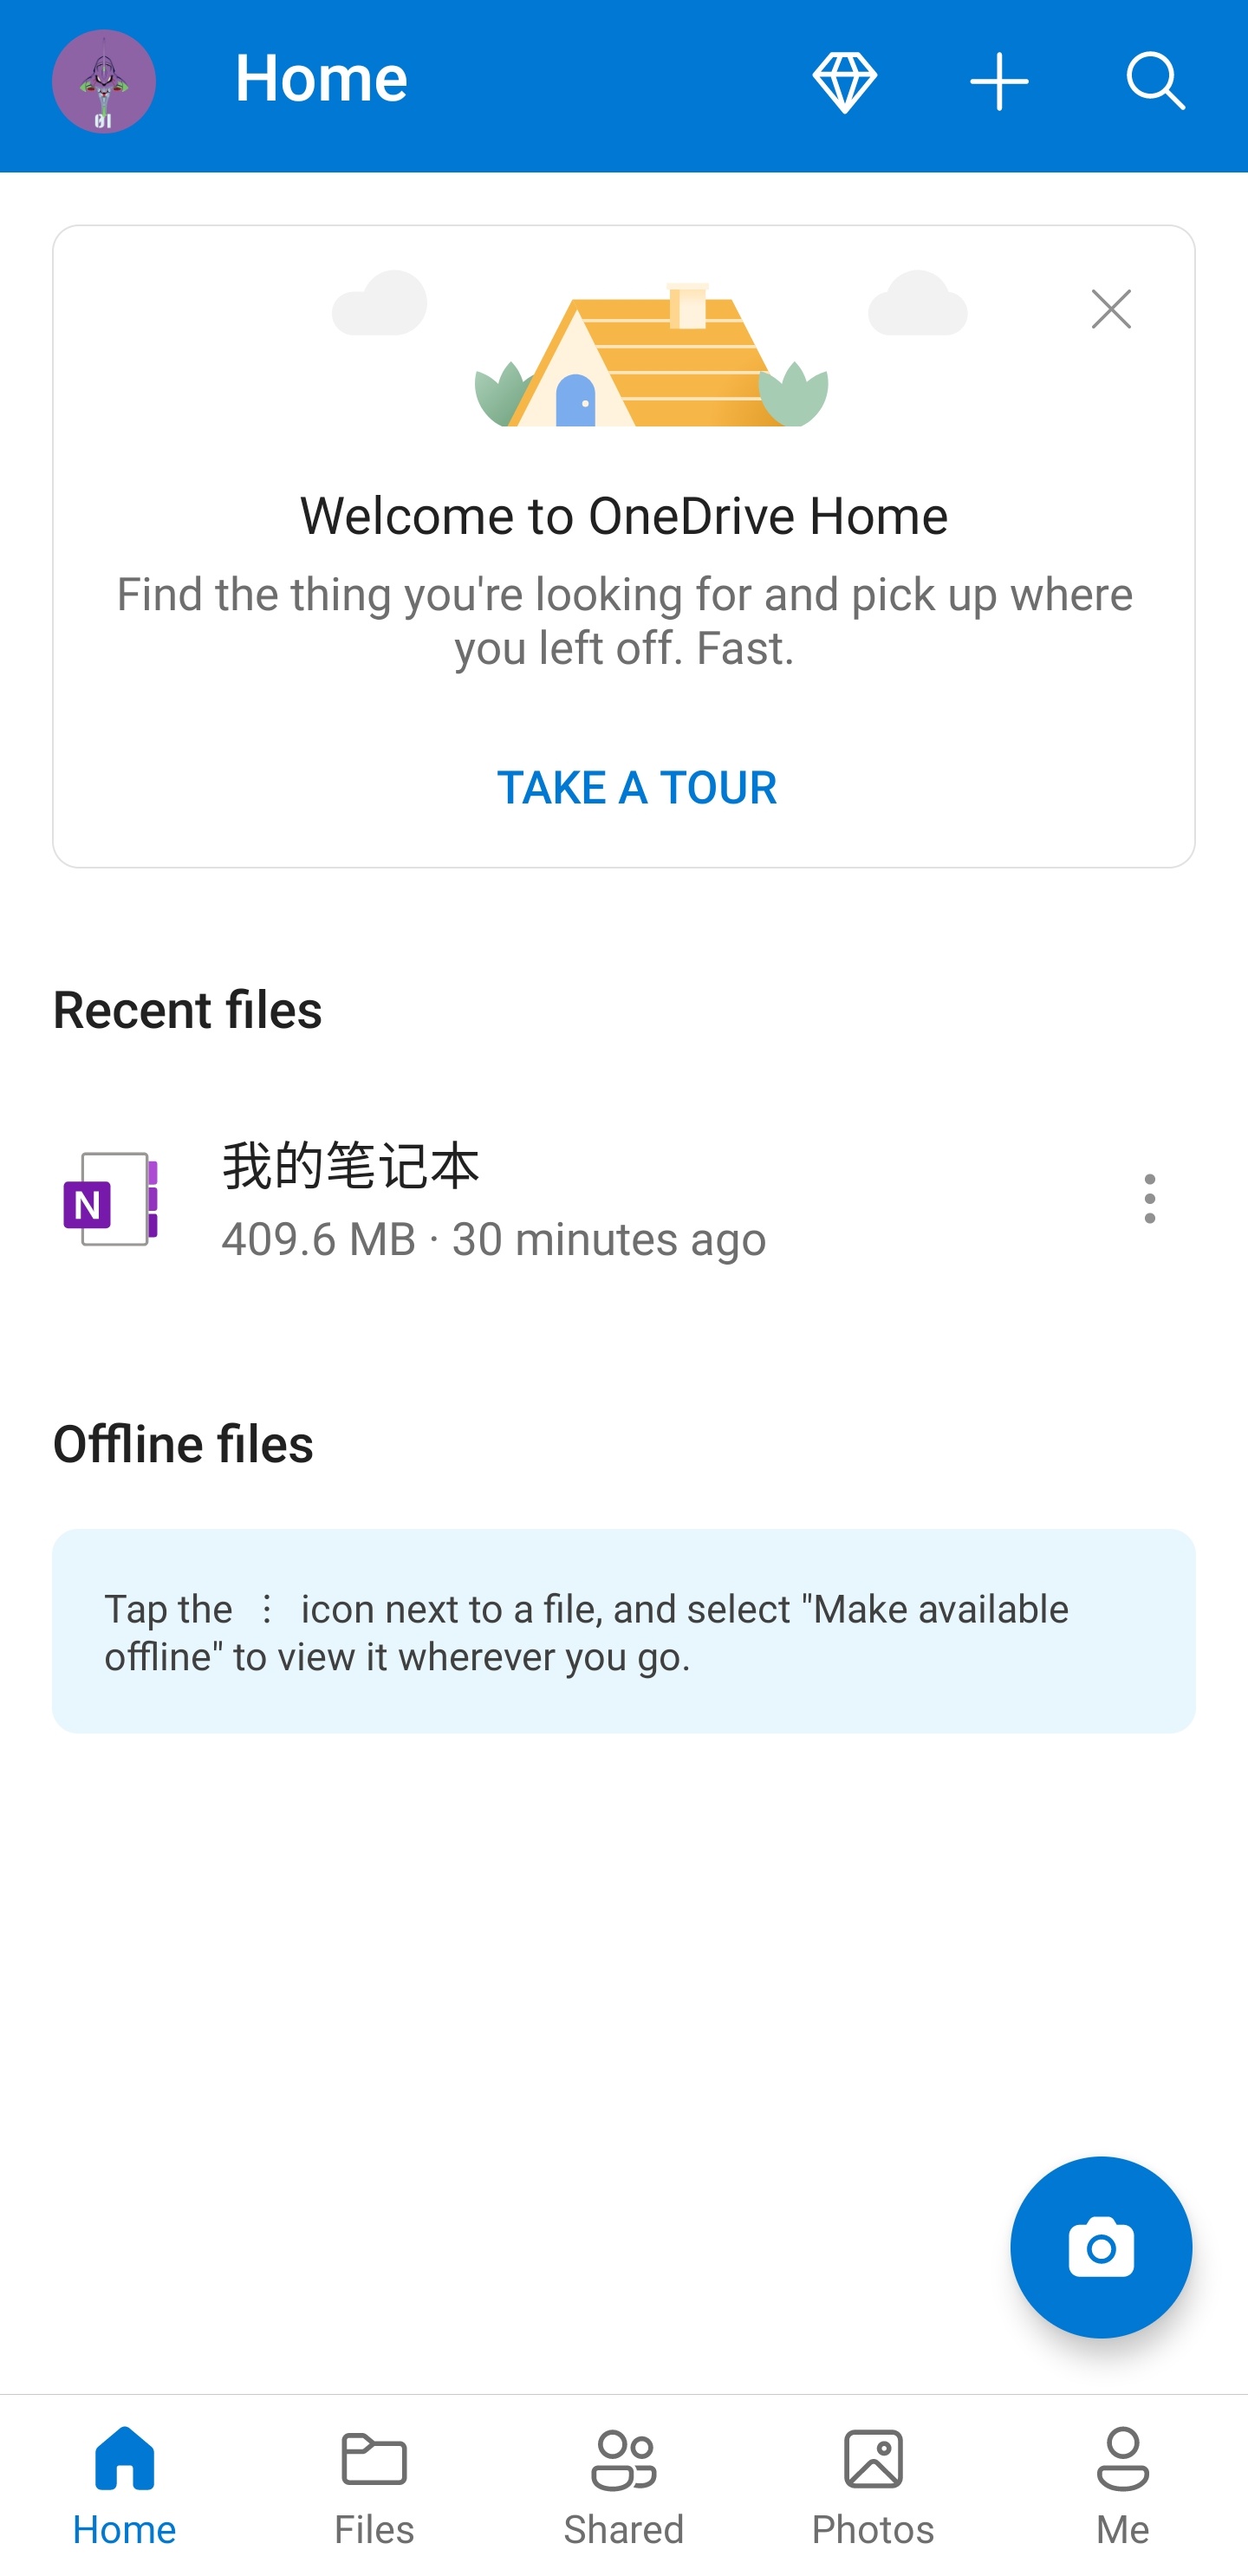 01
Home
Welcome to OneDrive Home
Find the thing you're looking for and pick up where
you left off. Fast.
TAKE A TOUR
Recent files
N
我的笔记本
409.6 MB · 30 minutes ago
Offline files
Tap the ⋮ icon next to a file, and select "Make available
offline" to view it wherever you go.
Home
Files
Shared
Photos
Me